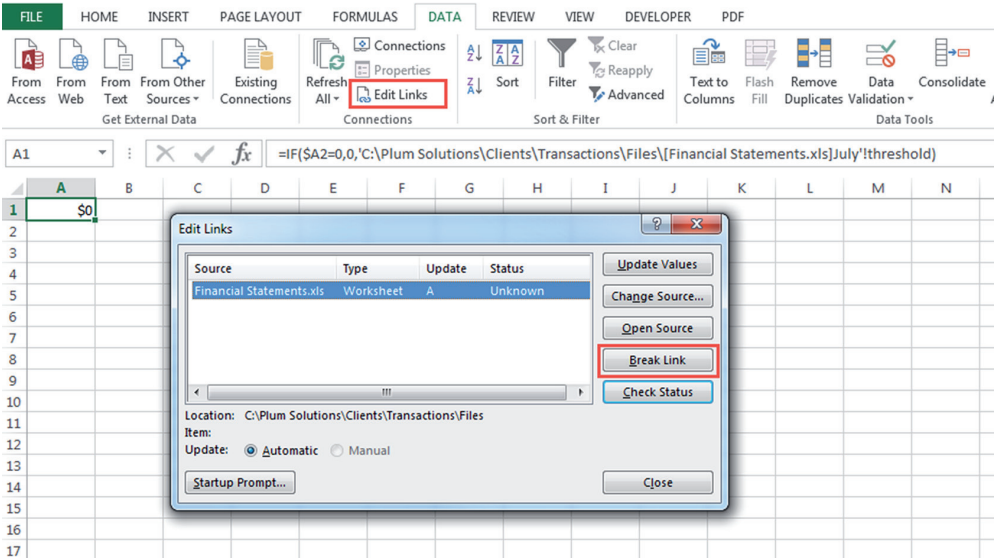 FILE HOME INSERT PAGE LAYOUT FORMULAS DATA REVIEW VIEW DEVELOPER PDF
From Access
From Web
From Text
From Other Sources
Existing Connections
Get External Data
Refresh All
Connections
Properties
Edit Links
Connections
Sort
Filter
Clear
Reapply
Advanced
Sort & Filter
Text to Columns
Flash Fill
Remove Duplicates
Data Validation
Consolidate
Data Tools
A1 fx =IF($A2=0,0,'C:\Plum Solutions\Clients\Transactions\Files\[Financial Statements.xls]July'!threshold)
A B C D E F G H I J K L M N
1 $0
2
3
4
5
6
7
8
9
10
11
12
13
14
15
16
17
Edit Links
Source Type Update Status
Financial Statements.xls Worksheet A Unknown
Update Values
Change Source...
Open Source
Break Link
Check Status
Location: C:\Plum Solutions\Clients\Transactions\Files
Item:
Update: Automatic Manual
Startup Prompt... Close